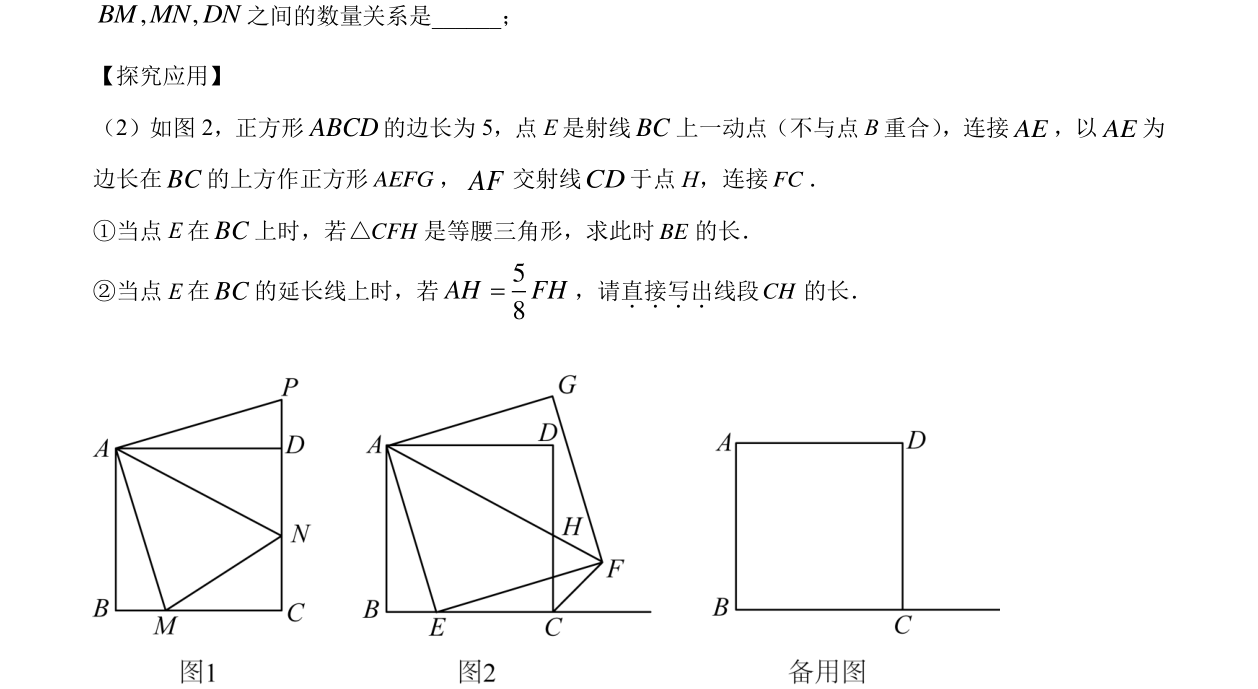 BM,MN,DN之间的数量关系是______；
【探究应用】
（2）如图 2，正方形 ABCD 的边长为 5，点 E 是射线 BC 上一动点（不与点 B 重合），连接 AE，以 AE 为
边长在 BC 的上方作正方形 AEFG， AF 交射线 CD 于点 H，连接 FC．
①当点 E 在 BC 上时，若△CFH 是等腰三角形，求此时 BE 的长．
②当点 E 在 BC 的延长线上时，若 AH = 5/8 FH，请直接写出线段 CH 的长．
P
A
D
N
B
M
C
图1
G
A
D
H
F
B
E
C
图2
A
D
B
C
备用图